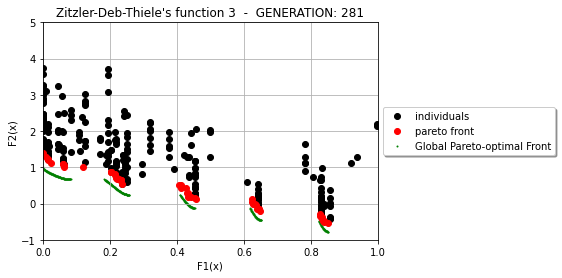 Zitzler-Deb-Thiele's function 3 - GENERATION: 281
5
4
3
2
1
0
−1
F2(x)
0.0 0.2 0.4 0.6 0.8 1.0
F1(x)
individuals
pareto front
Global Pareto-optimal Front